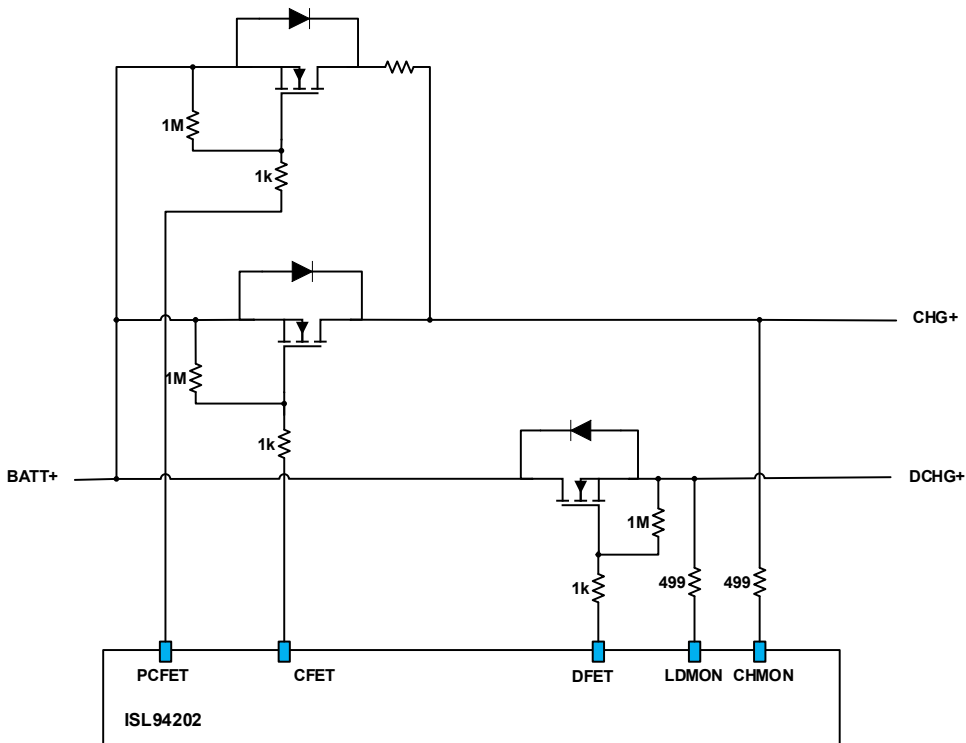 1M
1k
CHG+
1M
1k
BATT+
DCHG+
1M
1k
499
499
PCFET
CFET
DFET
LDMON
CHMON
ISL94202